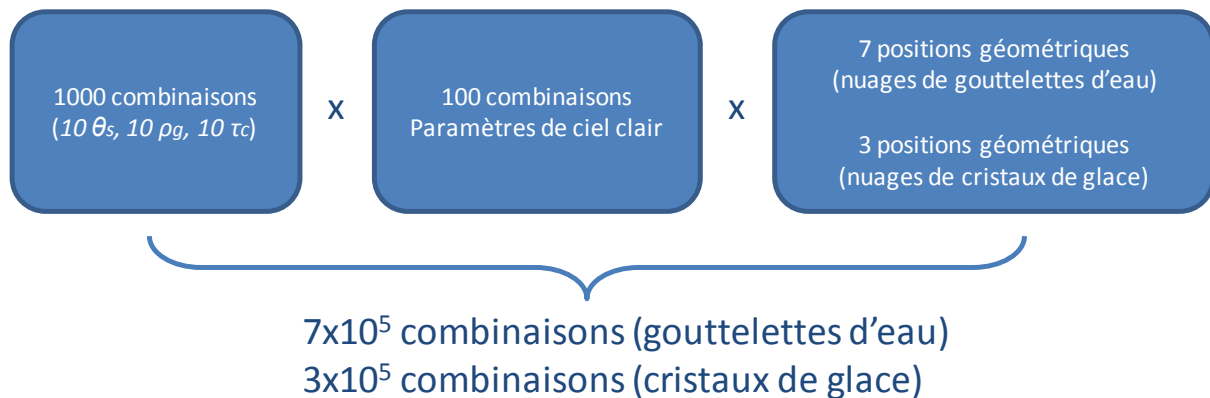 1000 combinaisons
(10 θs, 10 ρg, 10 τc)
x
100 combinaisons
Paramètres de ciel clair
x
7 positions géométriques
(nuages de gouttelettes d’eau)
3 positions géométriques
(nuages de cristaux de glace)
7x10⁵ combinaisons (gouttelettes d’eau)
3x10⁵ combinaisons (cristaux de glace)